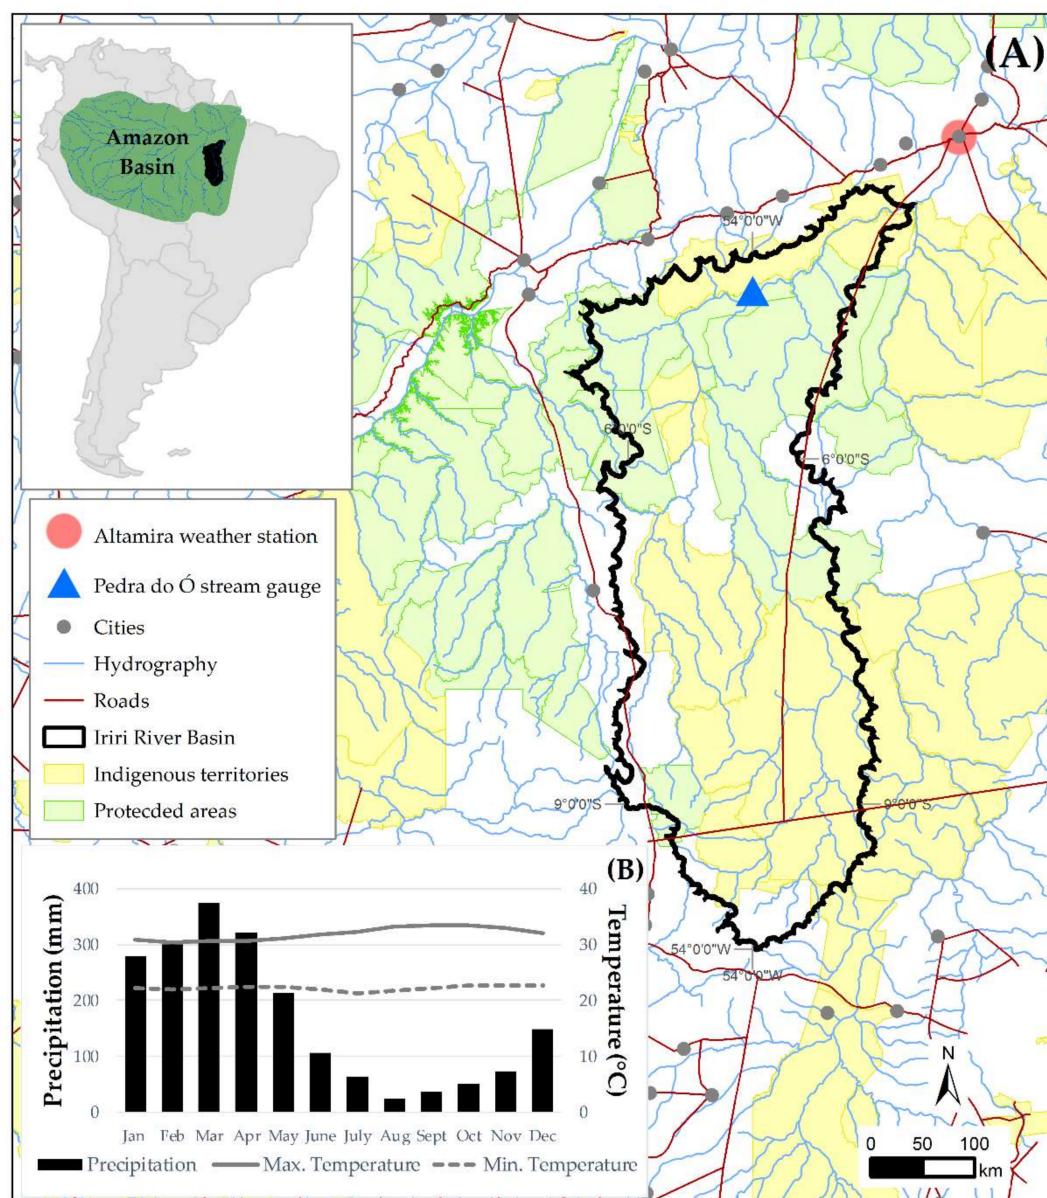 (A)
Amazon
Basin
54°0'0"W
6°0'0"S
6°0'0"S
Altamira weather station
Pedra do Ó stream gauge
Cities
Hydrography
Roads
Iriri River Basin
Indigenous territories
Protecded areas
9°0'0"S
9°0'0"S
54°0'0"W
54°0'0"W
(B)
Precipitation (mm)
400
300
200
100
0
Temperature (°C)
40
30
20
10
0
Jan Feb Mar Apr May June July Aug Sept Oct Nov Dec
Precipitation Max. Temperature Min. Temperature
N
0 50 100
km